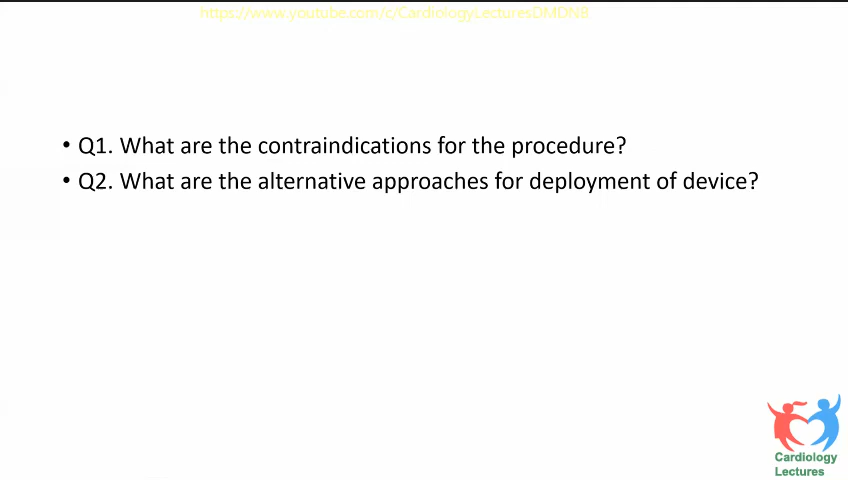 https://www.youtube.com/c/CardiologyLecturesDMDNB
• Q1. What are the contraindications for the procedure?
• Q2. What are the alternative approaches for deployment of device?
Cardiology
Lectures